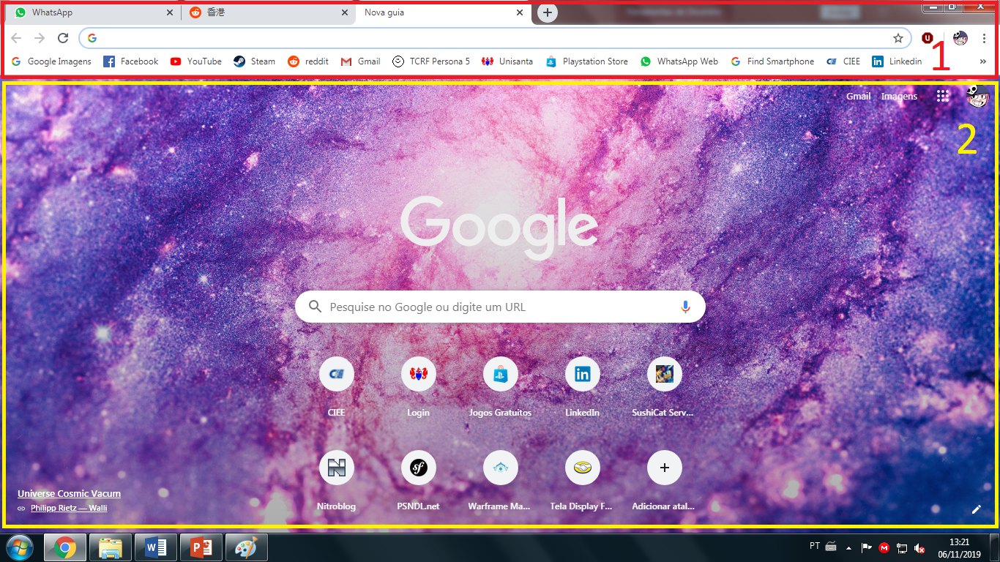 WhatsApp
香港
Nova guia
Google Imagens
Facebook
YouTube
Steam
reddit
Gmail
TCRF Persona 5
Unisanta
Playstation Store
WhatsApp Web
Find Smartphone
CIEE
Linkedin
»
1
Gmail
Imagens
2
Google
Pesquise no Google ou digite um URL
CIEE
Login
Jogos Gratuitos
LinkedIn
SushiCat Serv...
Nitroblog
PSNDL.net
Warframe Ma...
Tela Display F...
Adicionar atal...
Universe Cosmic Vacum
Philipp Rietz — Walli
PT
13:21
06/11/2019